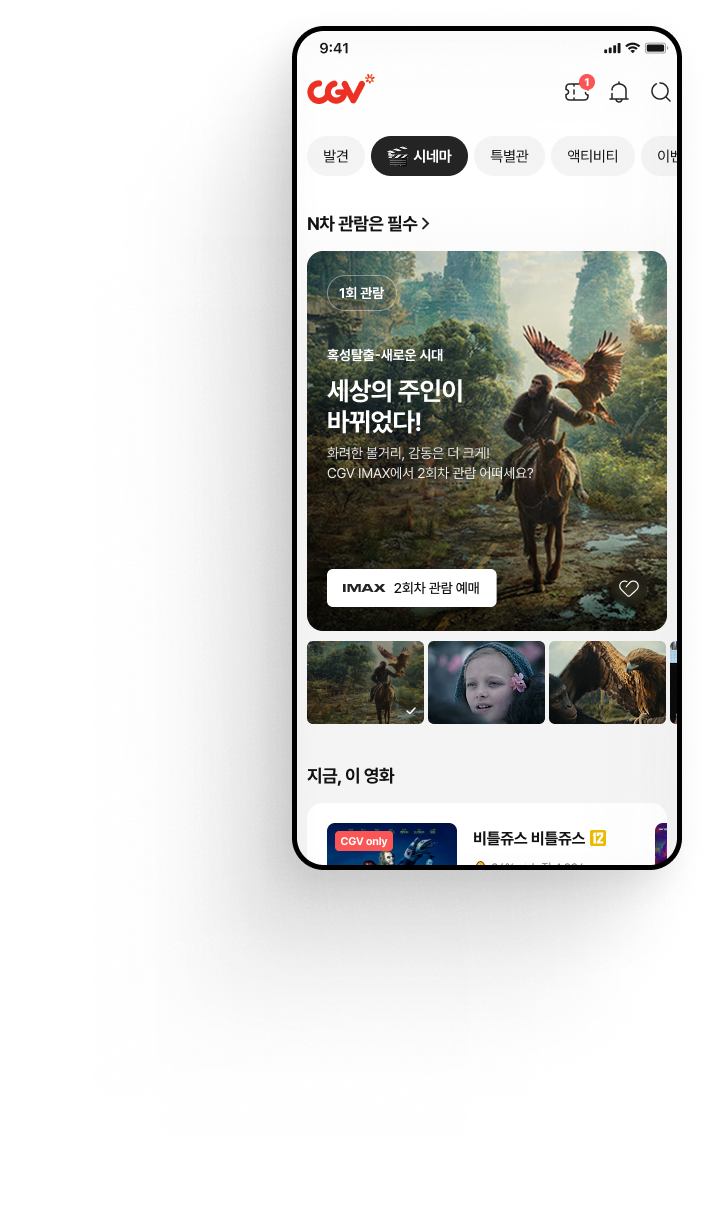 9:41
CGV
1
발견
시네마
특별관
액티비티
N차 관람은 필수
1회 관람
혹성탈출-새로운 시대
세상의 주인이
바뀌었다!
화려한 볼거리, 감동은 더 크게!
CGV IMAX에서 2회차 관람 어떠세요?
IMAX 2회차 관람 예매
지금, 이 영화
CGV only
비틀쥬스 비틀쥬스 12